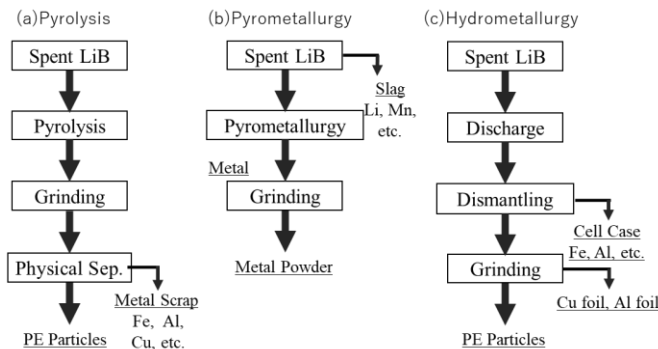 (a)Pyrolysis
Spent LiB
Pyrolysis
Grinding
Physical Sep.
Metal Scrap
Fe, Al,
Cu, etc.
PE Particles
(b)Pyrometallurgy
Spent LiB
Slag
Li, Mn,
etc.
Pyrometallurgy
Metal
Grinding
Metal Powder
(c)Hydrometallurgy
Spent LiB
Discharge
Dismantling
Cell Case
Fe, Al, etc.
Grinding
Cu foil, Al foil
PE Particles